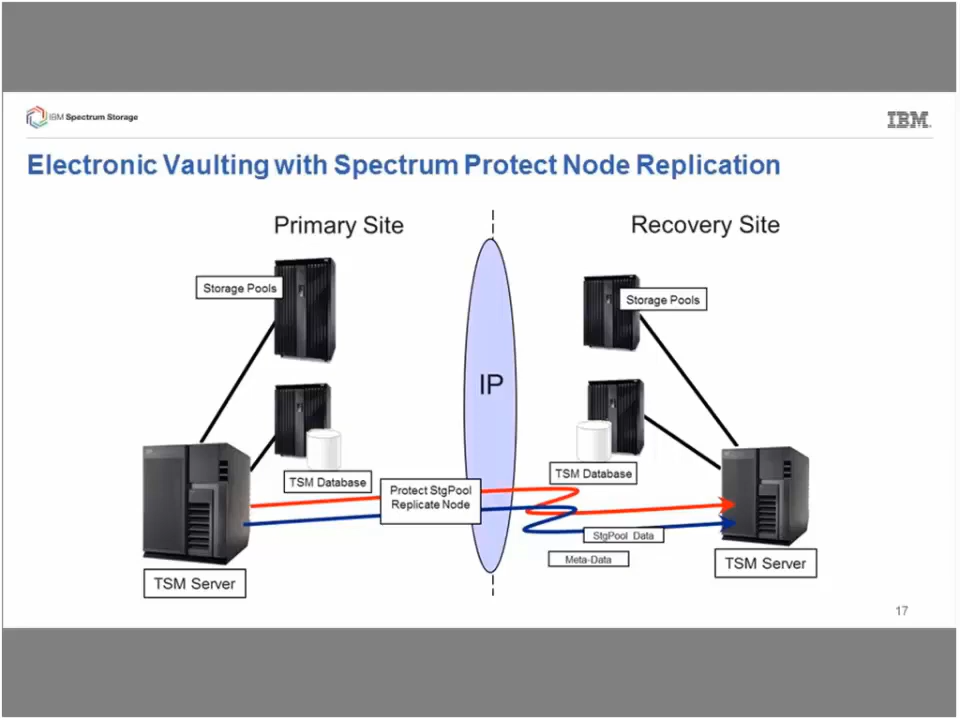 IBM Spectrum Storage
IBM
Electronic Vaulting with Spectrum Protect Node Replication
Primary Site
Recovery Site
Storage Pools
Storage Pools
IP
TSM Database
TSM Database
Protect StgPool
Replicate Node
StgPool Data
Meta-Data
TSM Server
TSM Server
17